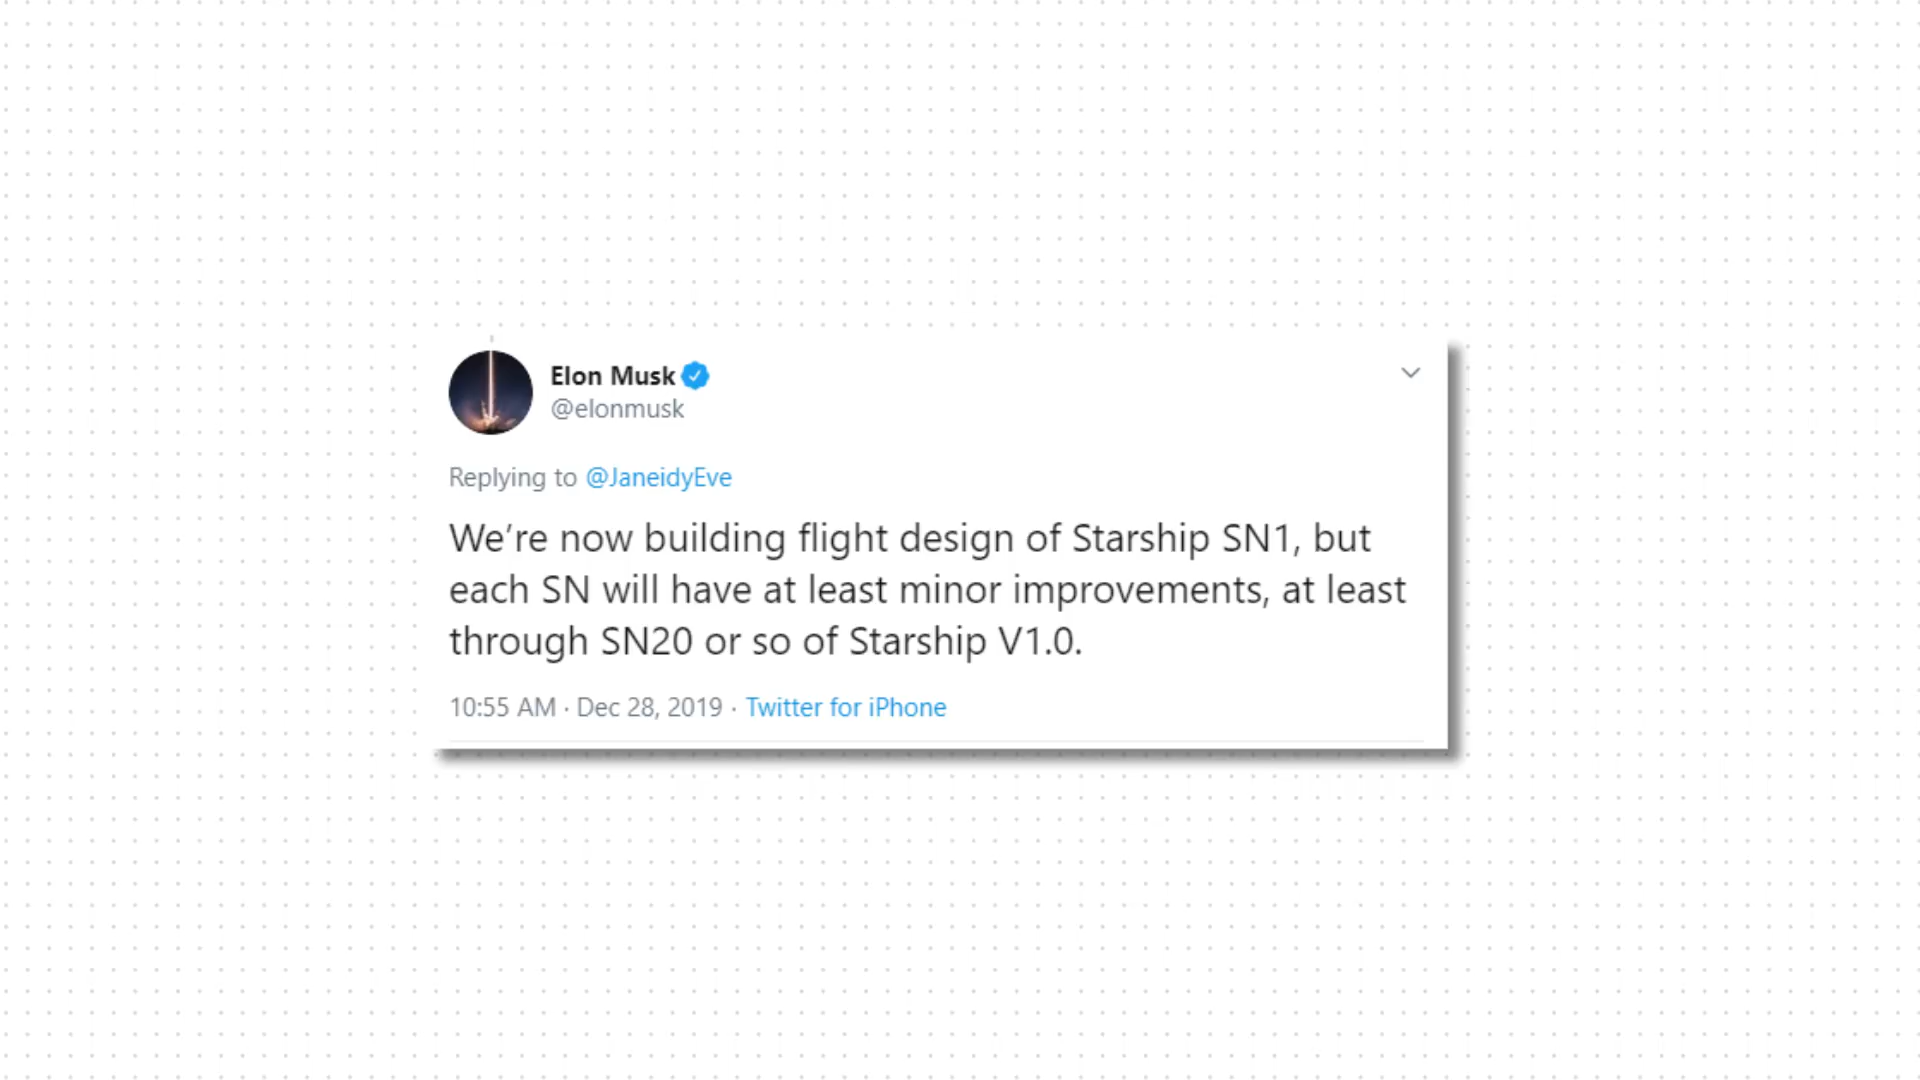 Elon Musk
@elonmusk
Replying to @JaneidyEve
We’re now building flight design of Starship SN1, but
each SN will have at least minor improvements, at least
through SN20 or so of Starship V1.0.
10:55 AM · Dec 28, 2019 · Twitter for iPhone